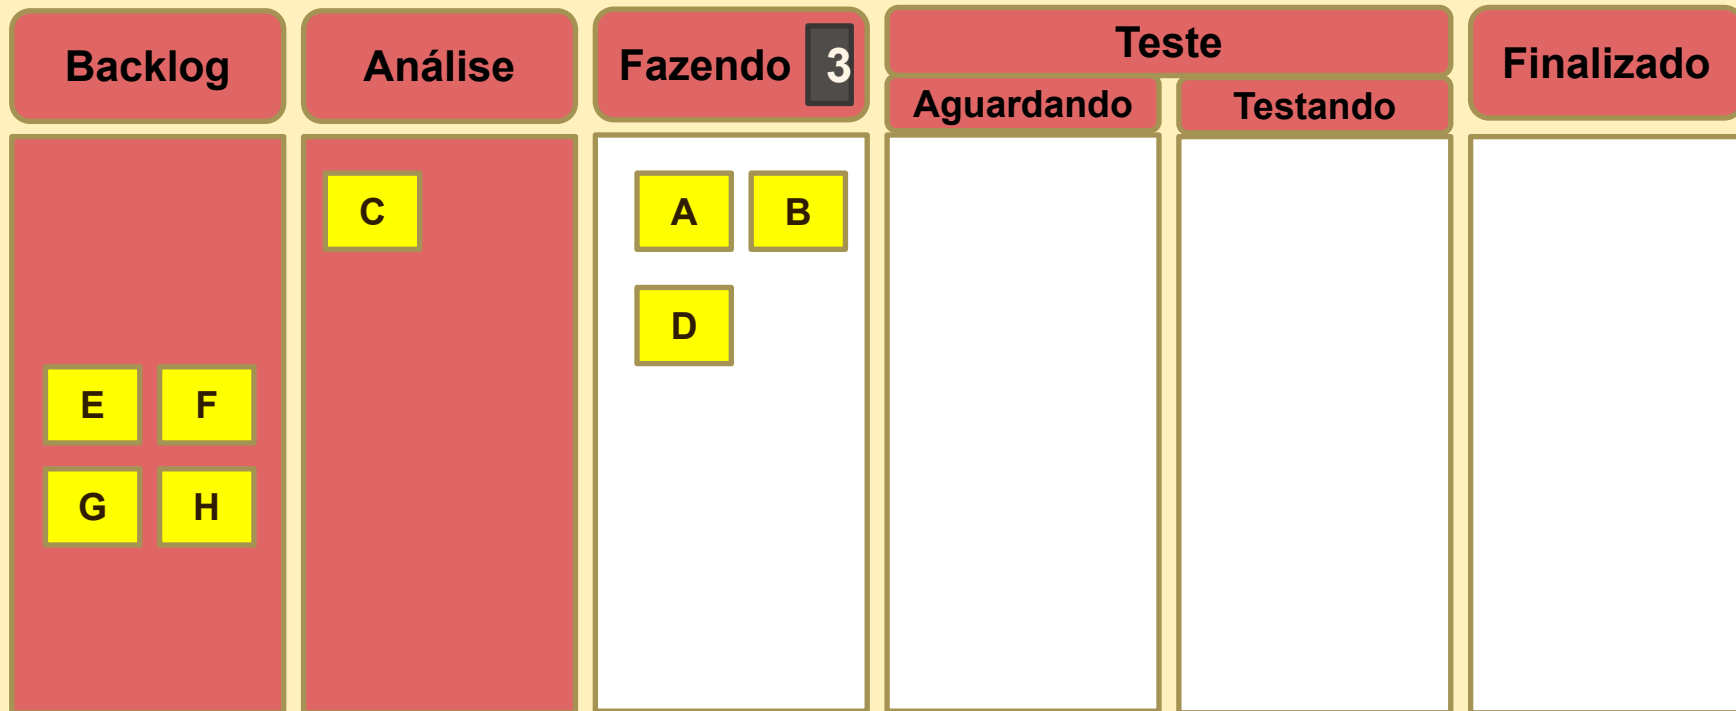 Backlog
Análise
Fazendo 3
Teste
Aguardando
Testando
Finalizado
C
A B
D
E F
G H